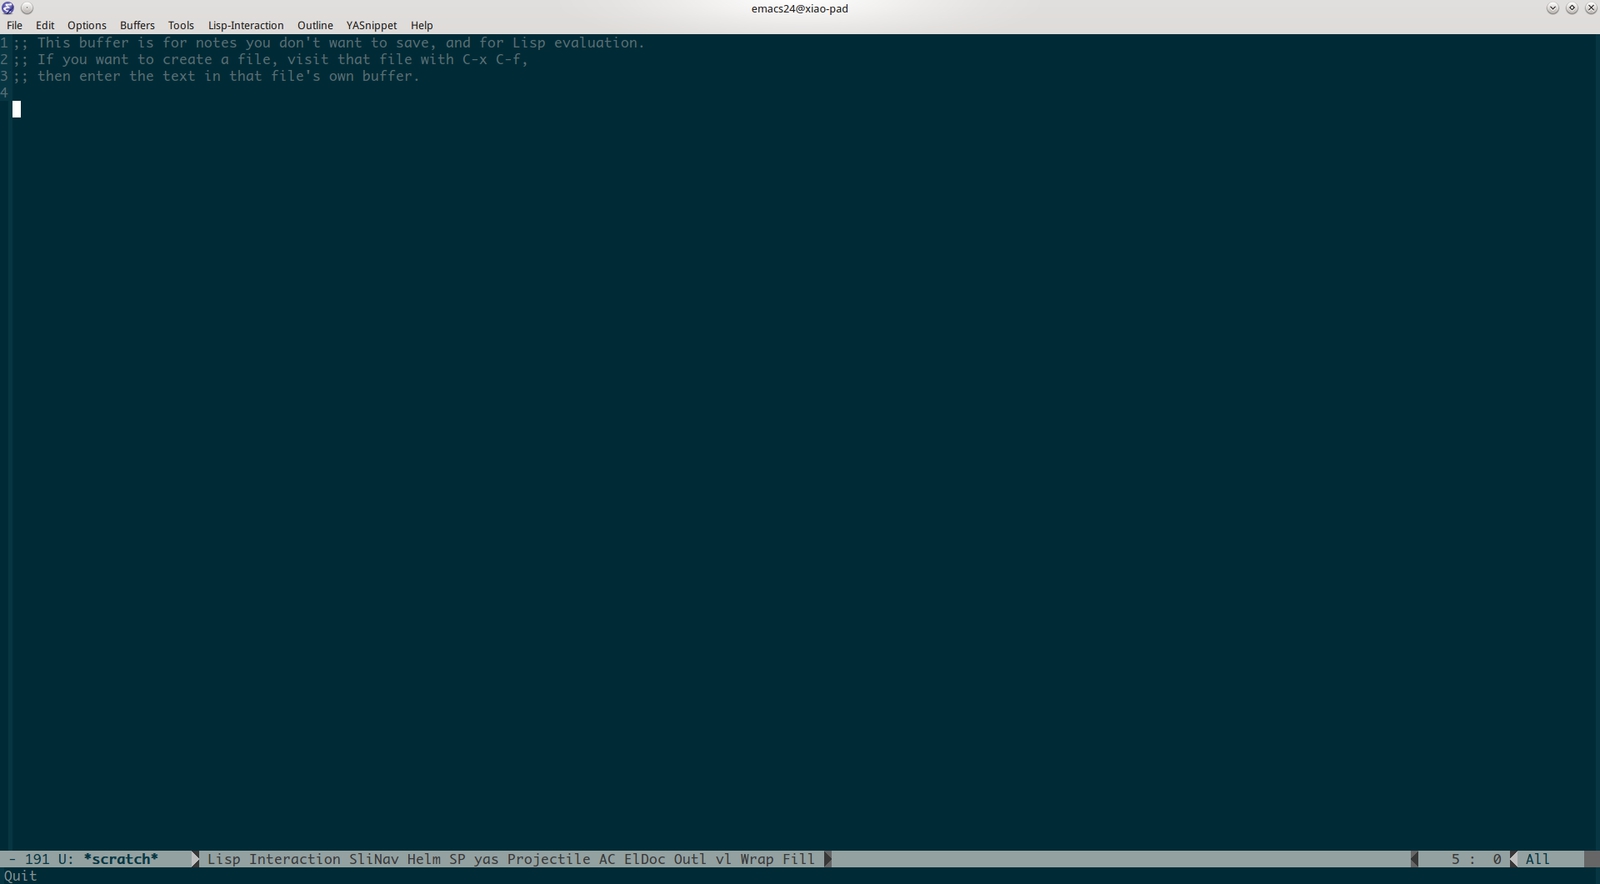 emacs24@xiao-pad
File Edit Options Buffers Tools Lisp-Interaction Outline YASnippet Help
1 ;; This buffer is for notes you don't want to save, and for Lisp evaluation.
2 ;; If you want to create a file, visit that file with C-x C-f,
3 ;; then enter the text in that file's own buffer.
4
- 191 U: *scratch* Lisp Interaction SliNav Helm SP yas Projectile AC ElDoc Outl vl Wrap Fill 5 : 0 All
Quit